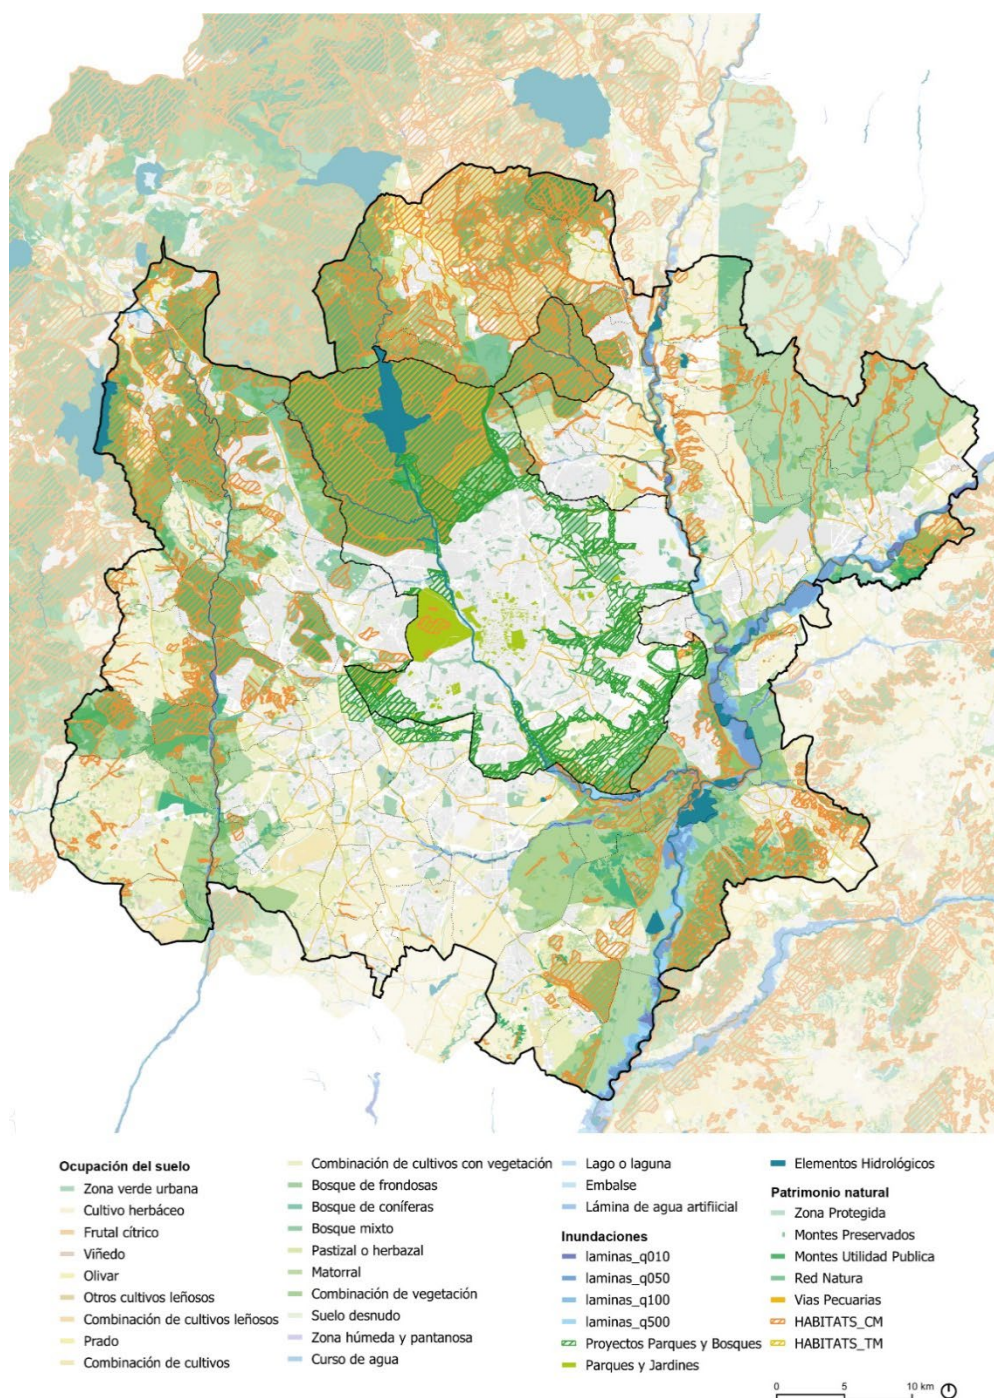 Ocupación del suelo
Zona verde urbana
Cultivo herbáceo
Frutal cítrico
Viñedo
Olivar
Otros cultivos leñosos
Combinación de cultivos leñosos
Prado
Combinación de cultivos
Combinación de cultivos con vegetación
Bosque de frondosas
Bosque de coníferas
Bosque mixto
Pastizal o herbazal
Matorral
Combinación de vegetación
Suelo desnudo
Zona húmeda y pantanosa
Curso de agua
Lago o laguna
Embalse
Lámina de agua artifiicial
Inundaciones
laminas_q010
laminas_q050
laminas_q100
laminas_q500
Proyectos Parques y Bosques
Parques y Jardines
Elementos Hidrológicos
Patrimonio natural
Zona Protegida
Montes Preservados
Montes Utilidad Publica
Red Natura
Vias Pecuarias
HABITATS_CM
HABITATS_TM
0 5 10 km